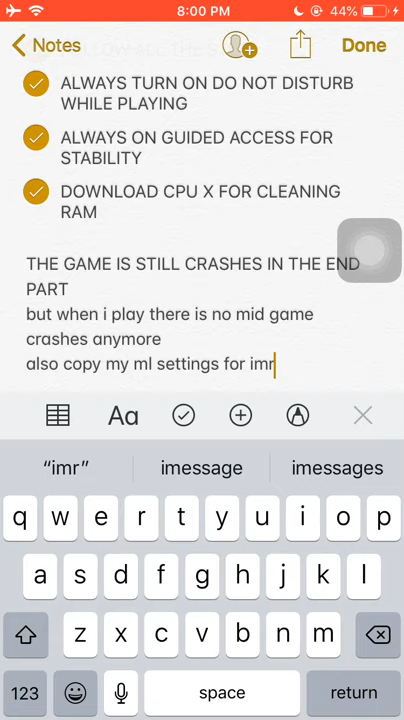 8:00 PM
44%
Notes
Done
ALWAYS TURN ON DO NOT DISTURB
WHILE PLAYING
ALWAYS ON GUIDED ACCESS FOR
STABILITY
DOWNLOAD CPU X FOR CLEANING
RAM
THE GAME IS STILL CRASHES IN THE END
PART
but when i play there is no mid game
crashes anymore
also copy my ml settings for imr
Aa
“imr” imessage imessages
q w e r t y u i o p
a s d f g h j k l
z x c v b n m
123 space return